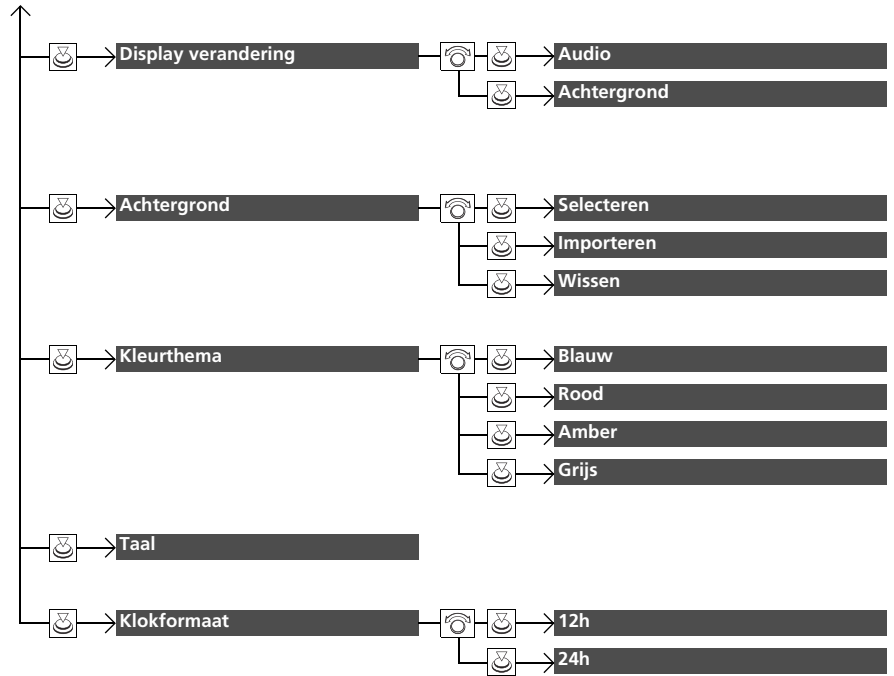 Display verandering
Audio
Achtergrond
Achtergrond
Selecteren
Importeren
Wissen
Kleurthema
Blauw
Rood
Amber
Grijs
Taal
Klokformaat
12h
24h